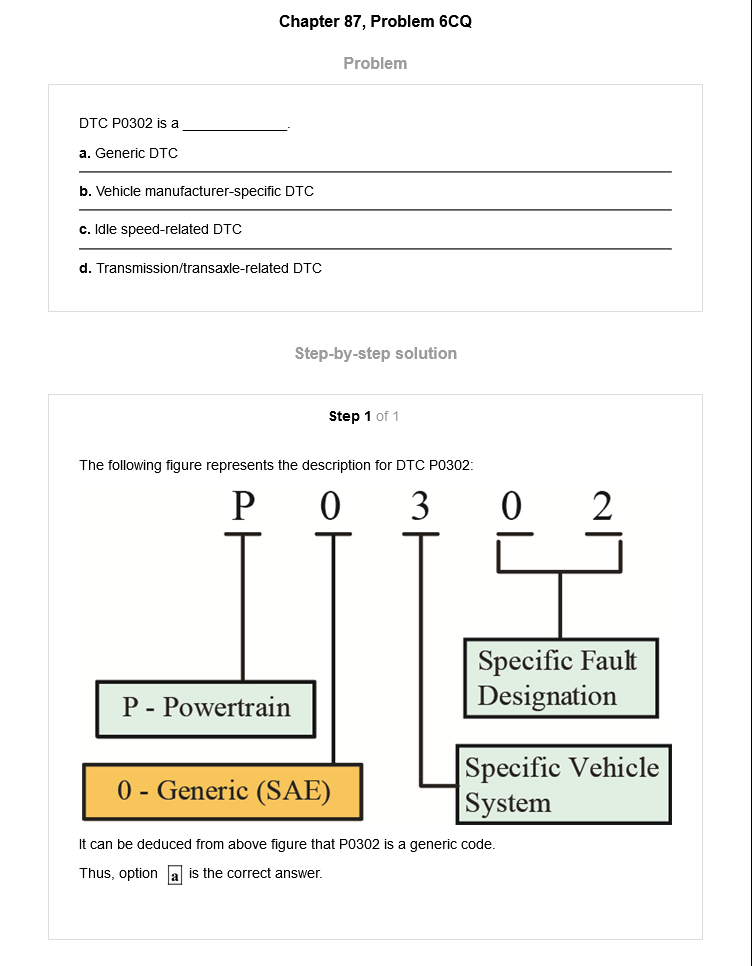 Chapter 87, Problem 6CQ
Problem
DTC P0302 is a _____________.
a. Generic DTC
b. Vehicle manufacturer-specific DTC
c. Idle speed-related DTC
d. Transmission/transaxle-related DTC
Step-by-step solution
Step 1 of 1
The following figure represents the description for DTC P0302:
P 0 3 0 2
Specific Fault
Designation
P - Powertrain
Specific Vehicle
System
0 - Generic (SAE)
It can be deduced from above figure that P0302 is a generic code.
Thus, option a is the correct answer.